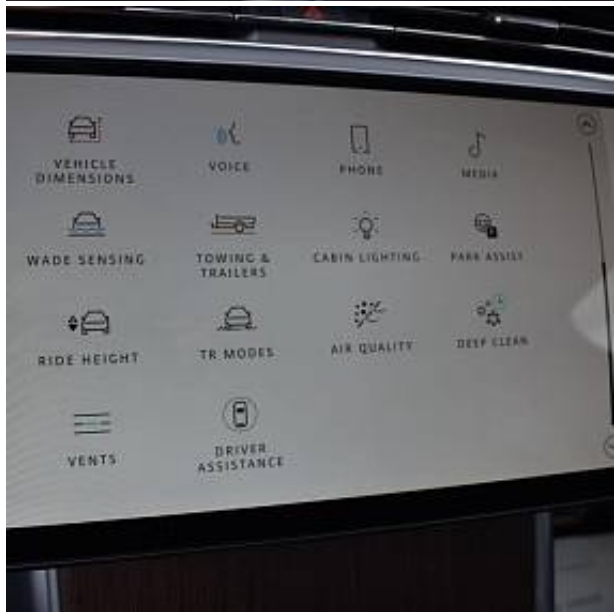 VEHICLE
DIMENSIONS
VOICE
PHONE
MEDIA
WADE SENSING
TOWING &
TRAILERS
CABIN LIGHTING
PARK ASSIST
RIDE HEIGHT
TR MODES
AIR QUALITY
DEEP CLEAN
VENTS
DRIVER
ASSISTANCE